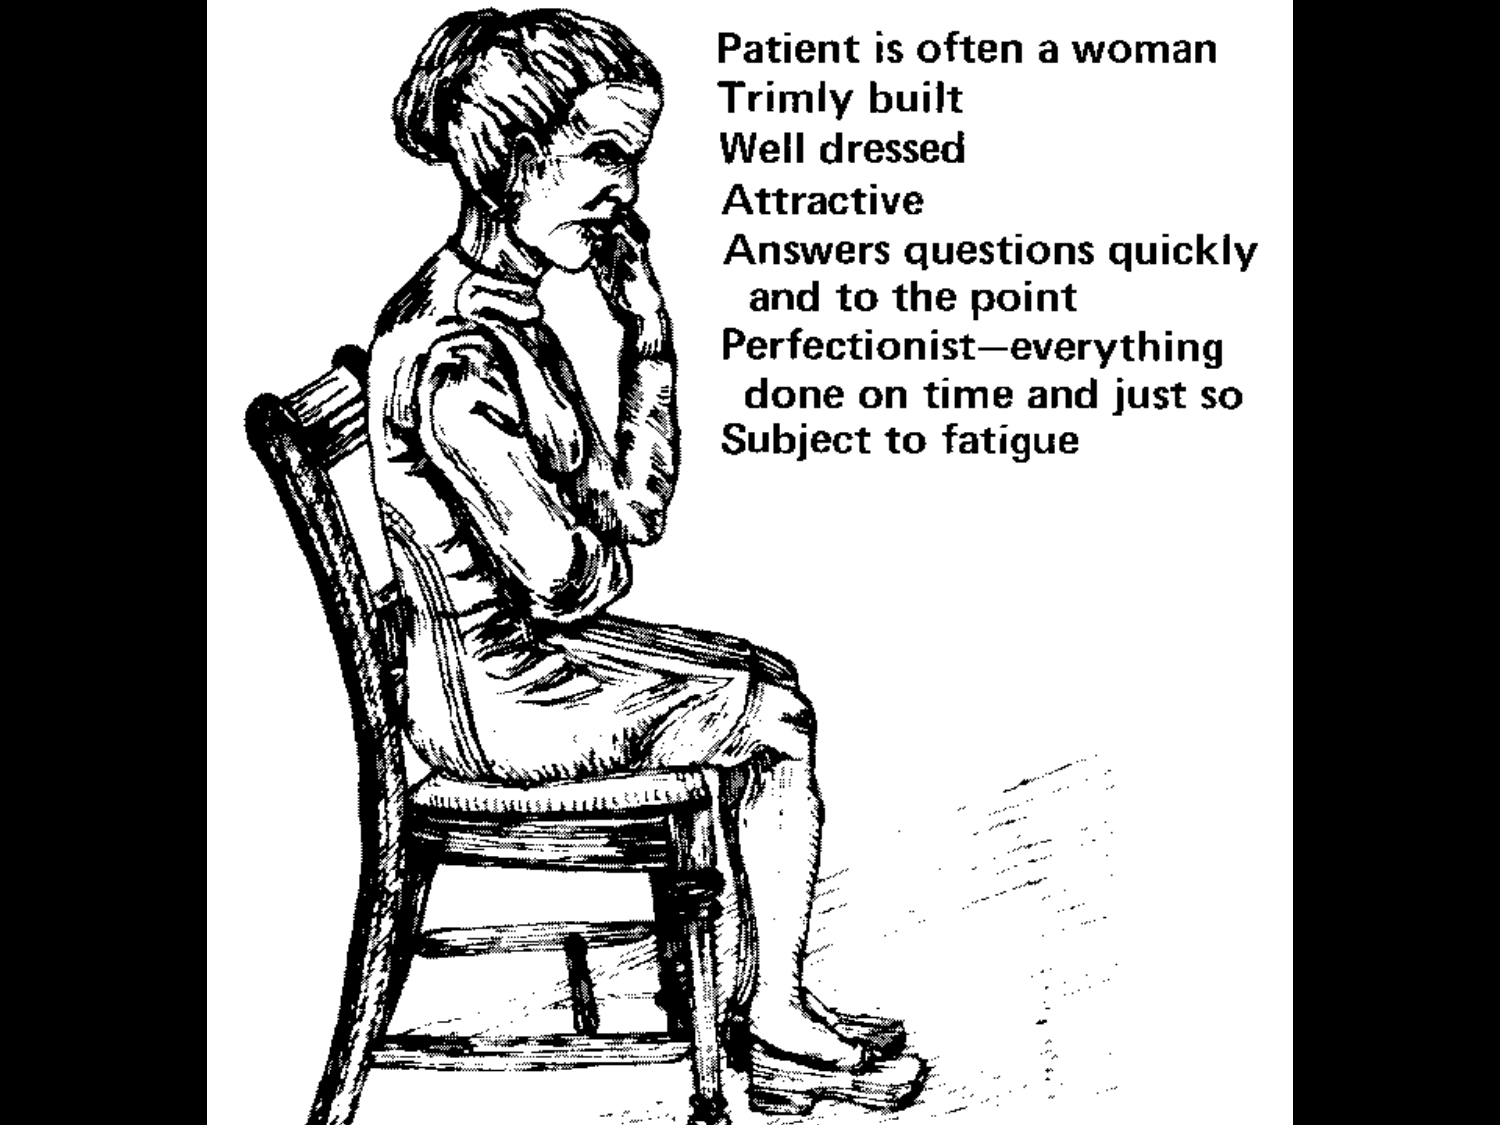 Patient is often a woman
Trimly built
Well dressed
Attractive
Answers questions quickly
and to the point
Perfectionist—everything
done on time and just so
Subject to fatigue